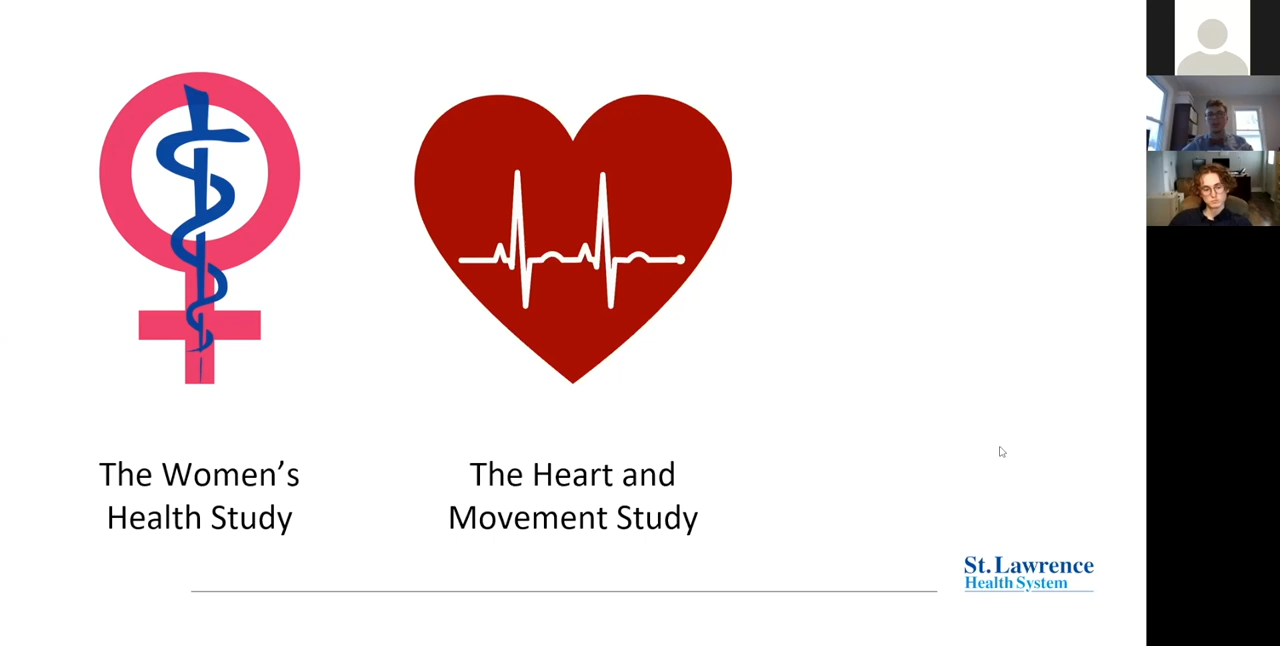 The Women’s
Health Study
The Heart and
Movement Study
St. Lawrence
Health System